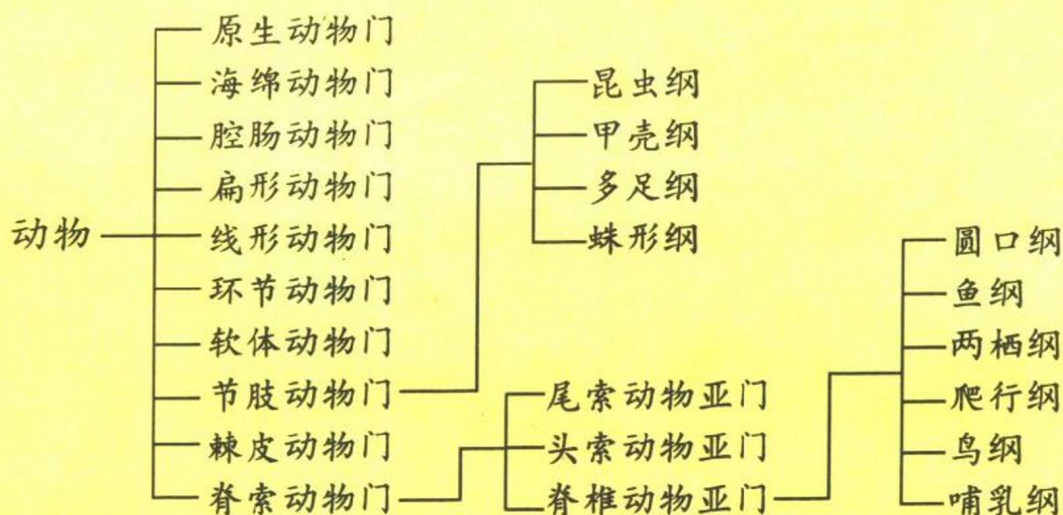 动物
原生动物门
海绵动物门
腔肠动物门
扁形动物门
线形动物门
环节动物门
软体动物门
节肢动物门
棘皮动物门
脊索动物门
昆虫纲
甲壳纲
多足纲
蛛形纲
尾索动物亚门
头索动物亚门
脊椎动物亚门
圆口纲
鱼纲
两栖纲
爬行纲
鸟纲
哺乳纲